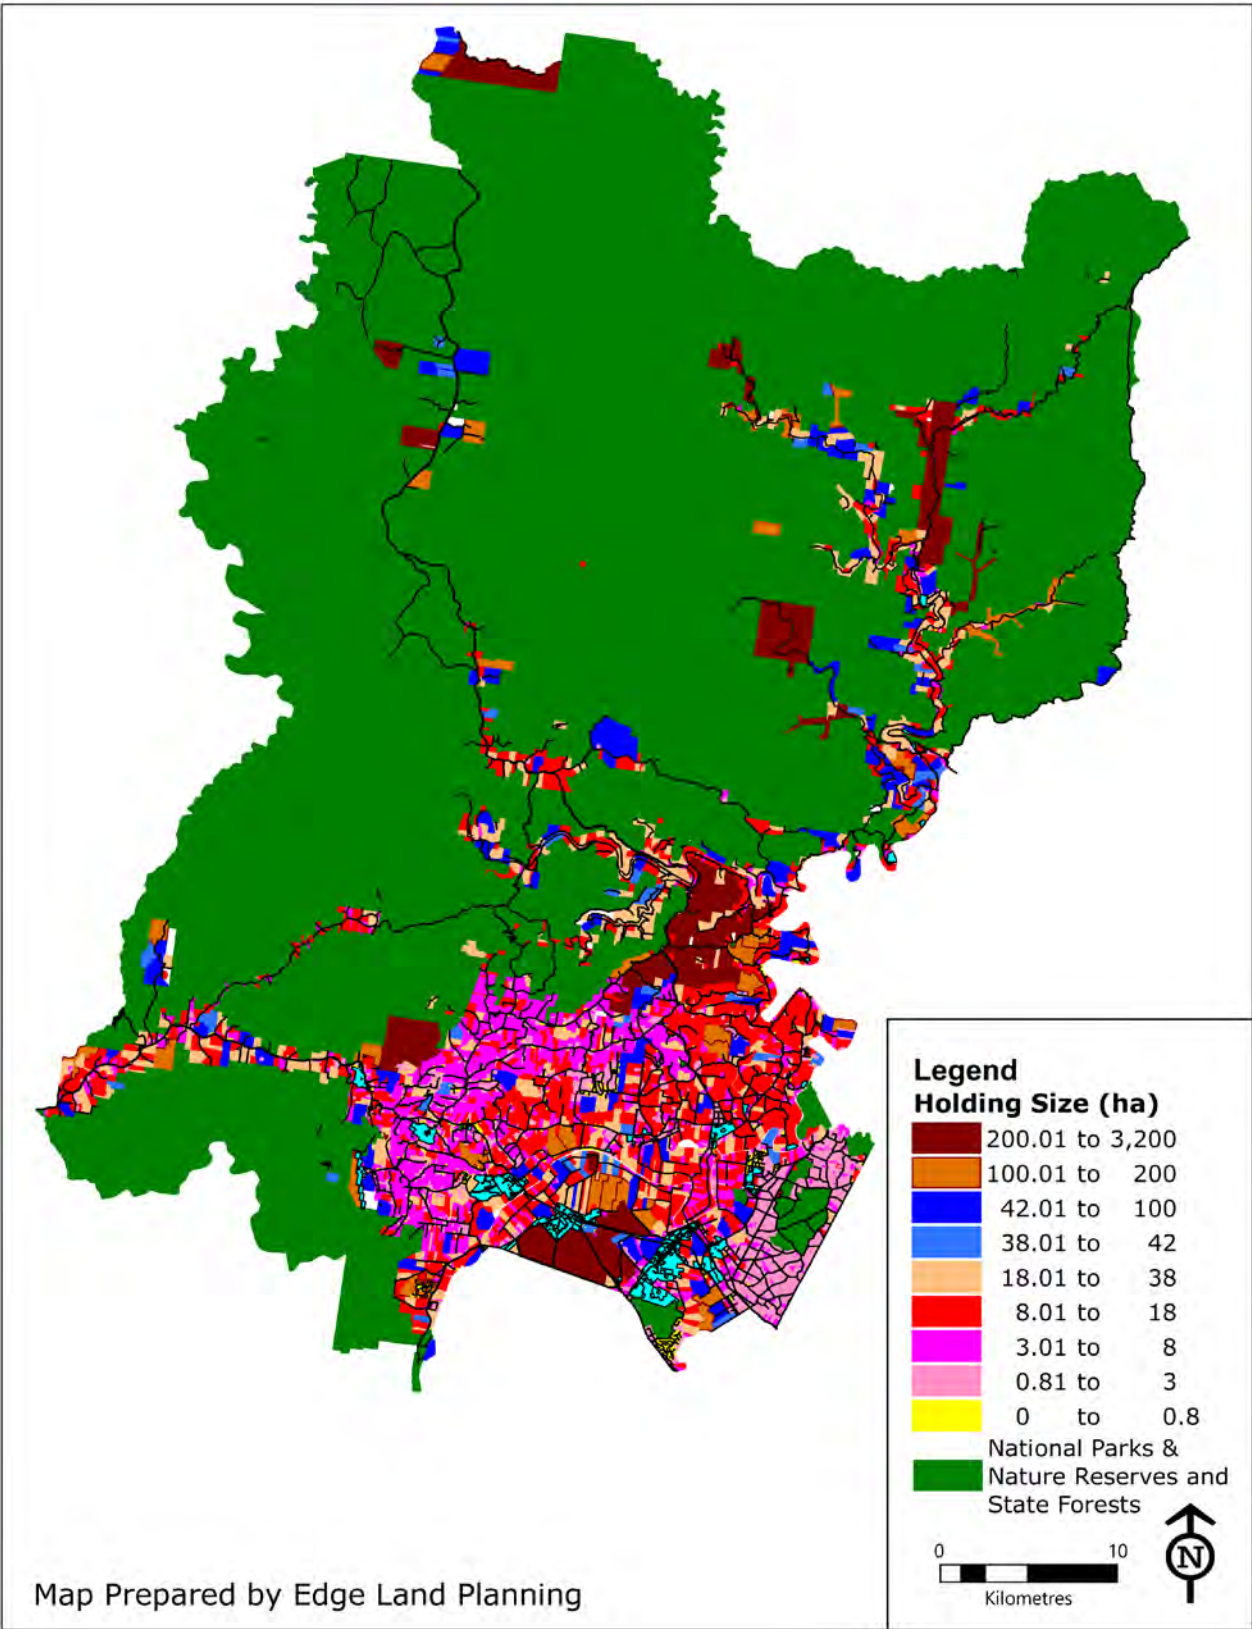 Legend
Holding Size (ha)
200.01 to 3,200
100.01 to 200
42.01 to 100
38.01 to 42
18.01 to 38
8.01 to 18
3.01 to 8
0.81 to 3
0 to 0.8
National Parks &
Nature Reserves and
State Forests
0 10
Kilometres
N
Map Prepared by Edge Land Planning